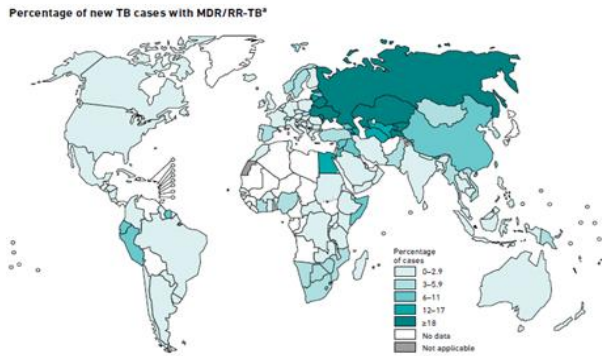 Percentage of new TB cases with MDR/RR-TBª
Percentage
of cases
0–2.9
3–5.9
6–11
12–17
≥18
No data
Not applicable